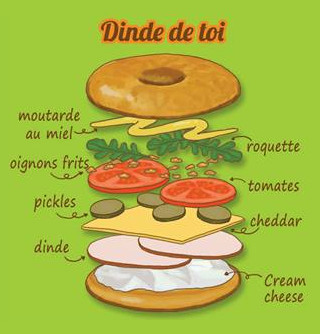 Dinde de toi
moutarde
au miel
roquette
oignons frits
tomates
pickles
cheddar
dinde
Cream
cheese